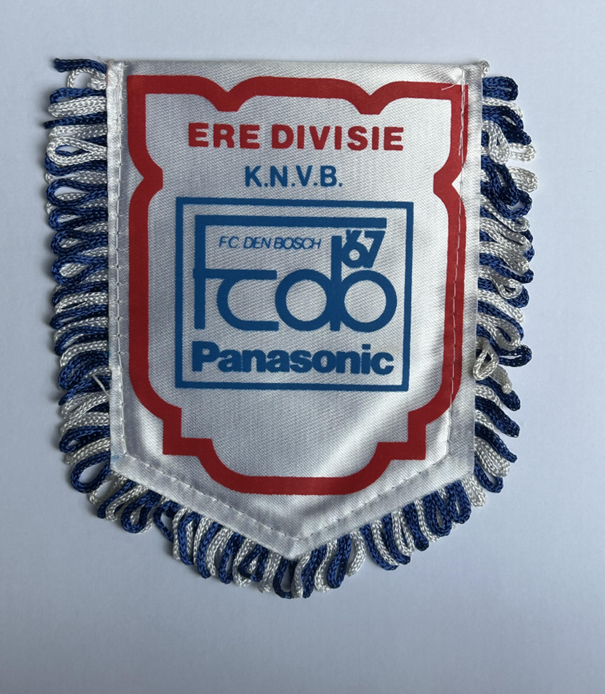 ERE DIVISIE
K.N.V.B.
FC DEN BOSCH '67
Fcdb
Panasonic